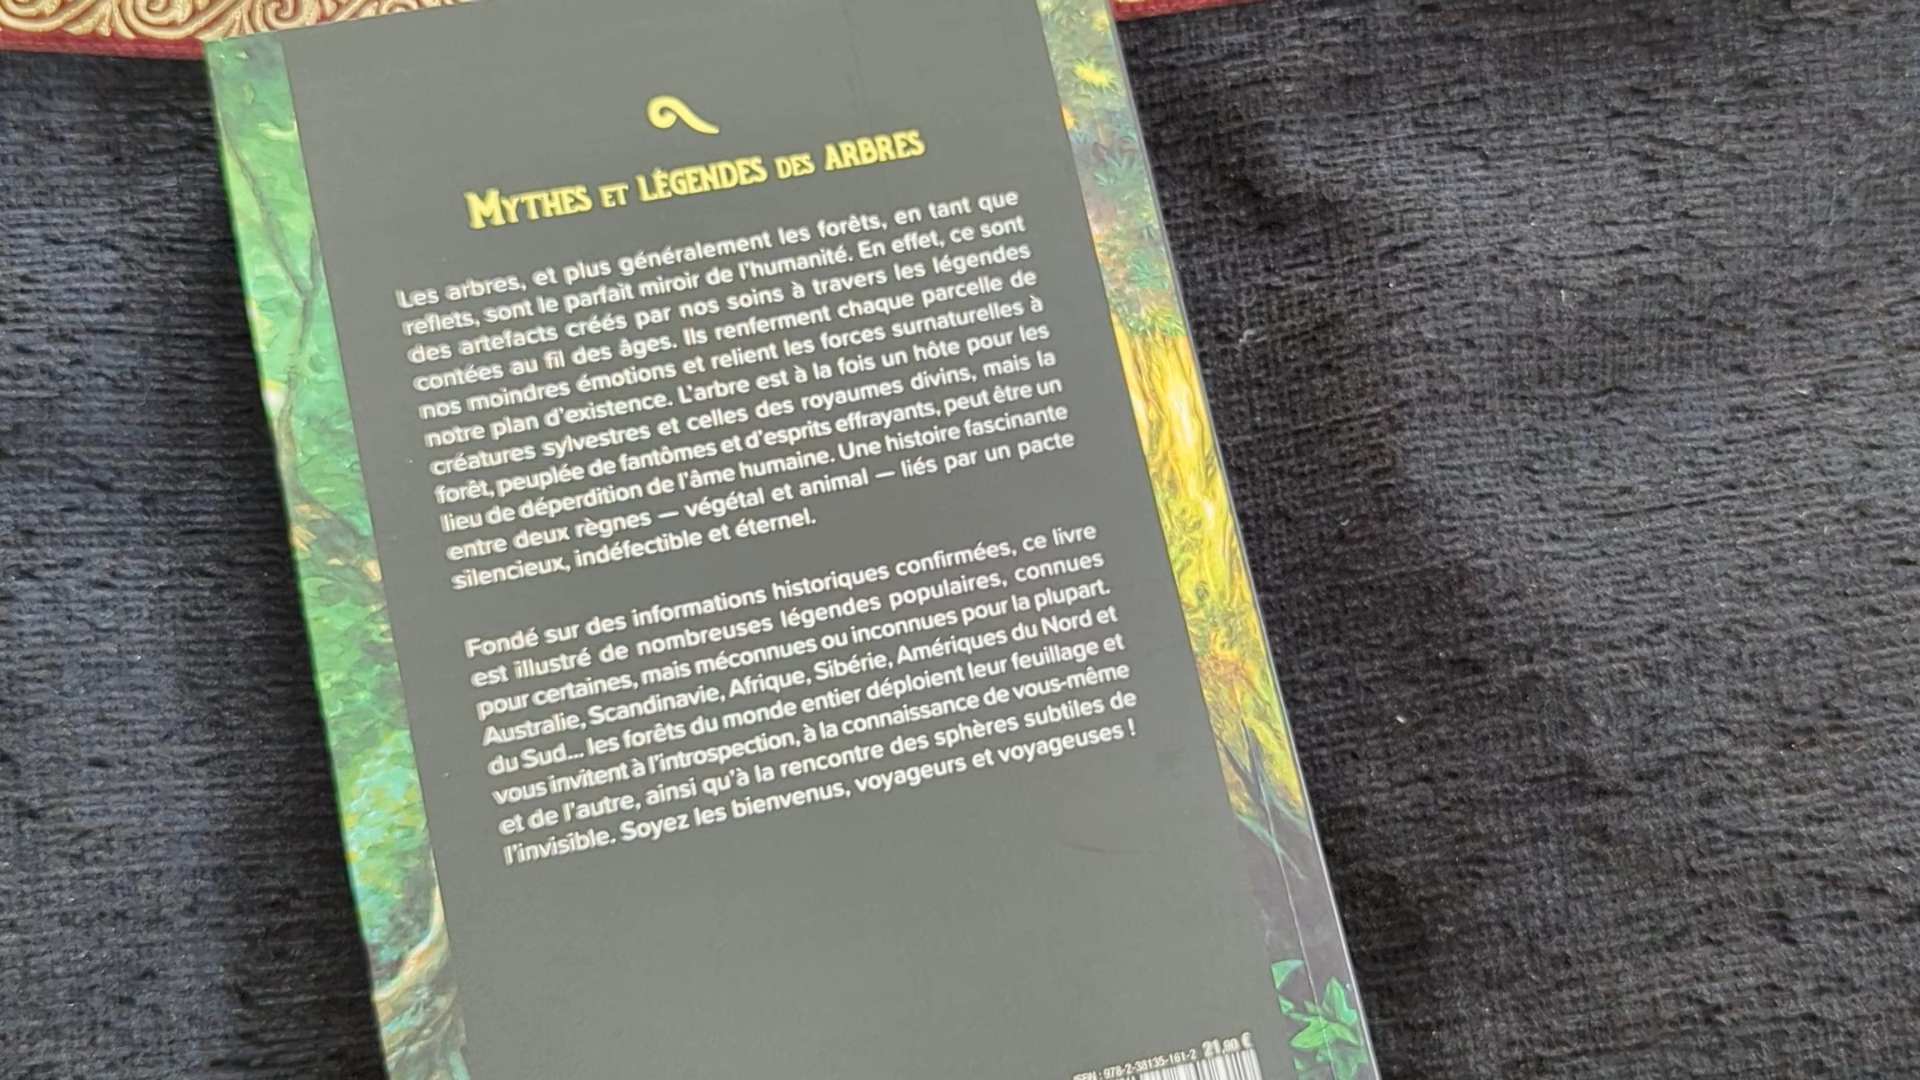 MYTHES ET LÉGENDES DES ARBRES
Les arbres, et plus généralement les forêts, en tant que
reflets, sont le parfait miroir de l'humanité. En effet, ce sont
des artefacts créés par nos soins à travers les légendes
contées au fil des âges. Ils renferment chaque parcelle de
nos moindres émotions et relient les forces surnaturelles à
notre plan d'existence. L'arbre est à la fois un hôte pour les
créatures sylvestres et celles des royaumes divins, mais la
forêt, peuplée de fantômes et d'esprits effrayants, peut être un
lieu de déperdition de l'âme humaine. Une histoire fascinante
entre deux règnes — végétal et animal — liés par un pacte
silencieux, indéfectible et éternel.
Fondé sur des informations historiques confirmées, ce livre
est illustré de nombreuses légendes populaires, connues
pour certaines, mais méconnues ou inconnues pour la plupart.
Australie, Scandinavie, Afrique, Sibérie, Amériques du Nord et
du Sud... les forêts du monde entier déploient leur feuillage et
vous invitent à l'introspection, à la connaissance de vous-même
et de l'autre, ainsi qu'à la rencontre des sphères subtiles de
l'invisible. Soyez les bienvenus, voyageurs et voyageuses !
ISBN : 978-2-38135-161-2 21,90 €